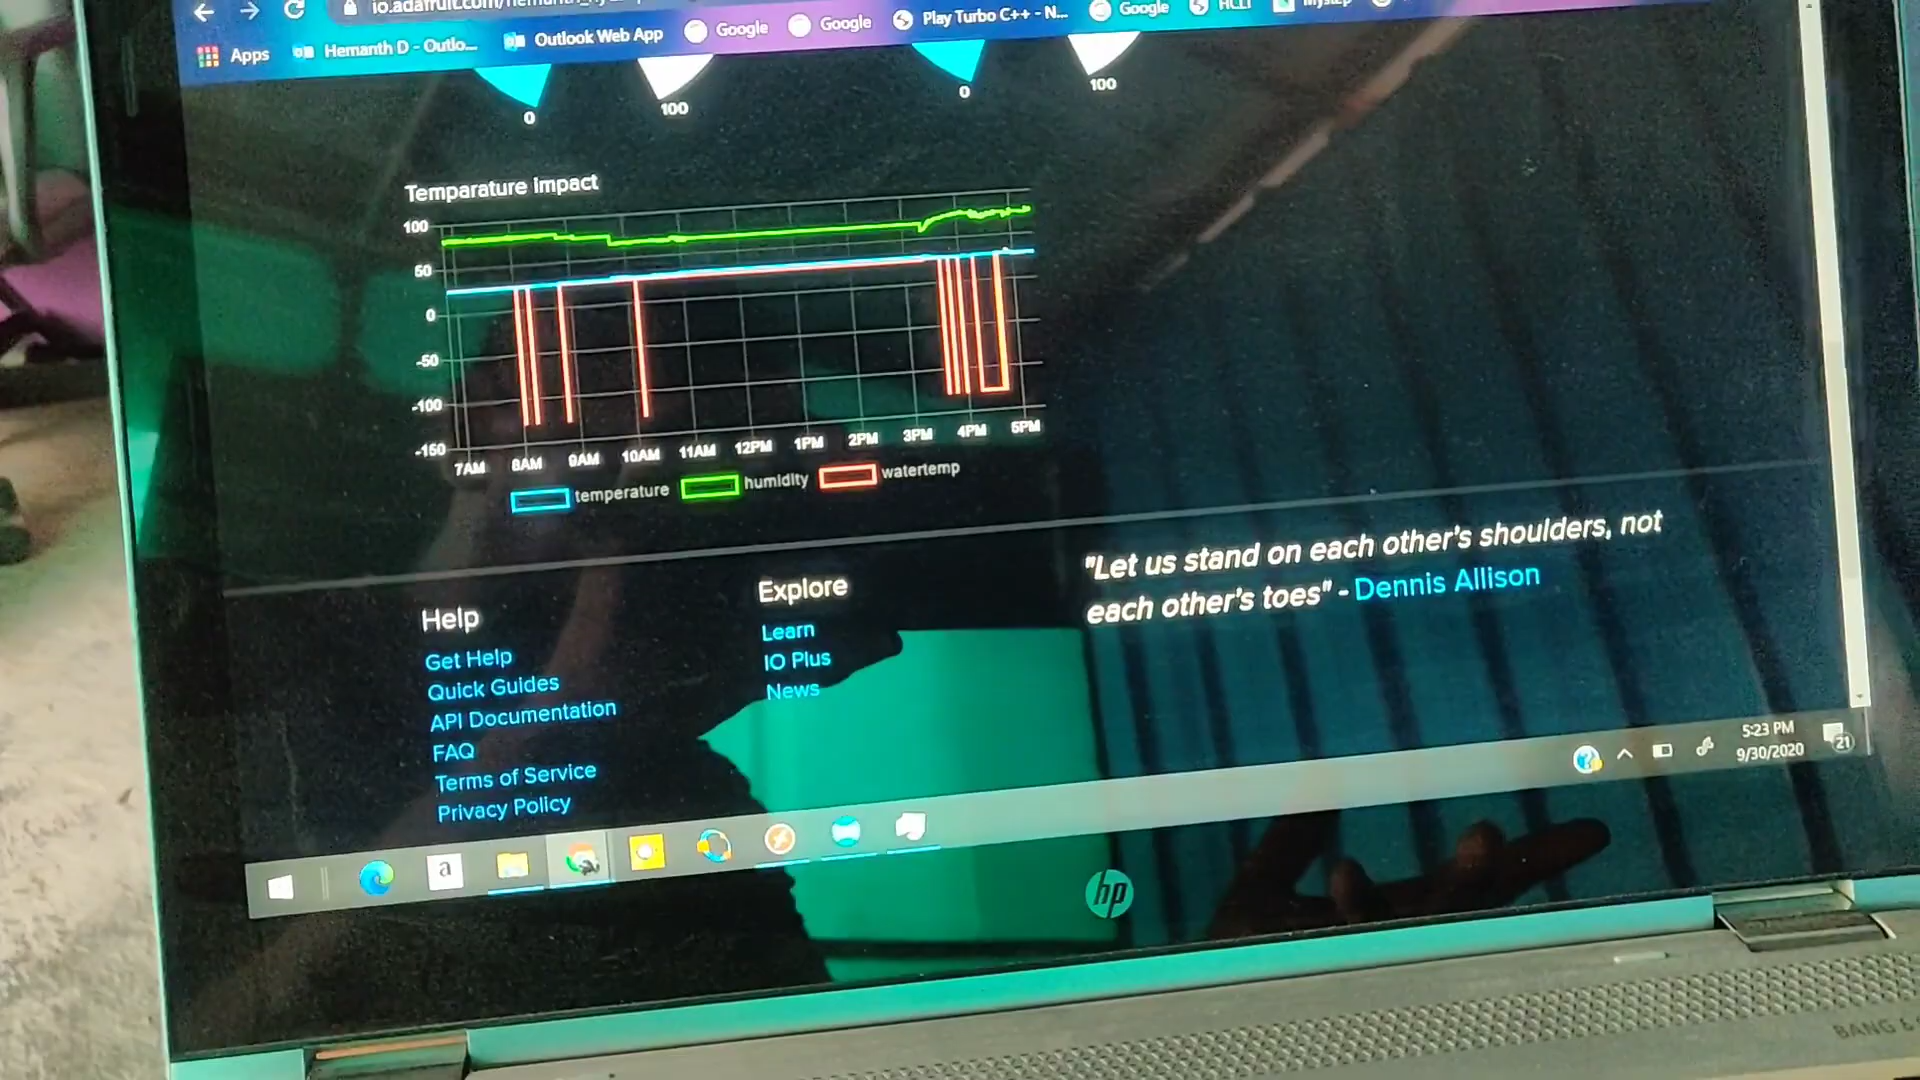 Apps Hemanth D - Outlo... Outlook Web App Google Google Play Turbo C++ - N... Google
0 100 0 100
Temparature Impact
100
50
0
-50
-100
-150
7AM 8AM 9AM 10AM 11AM 12PM 1PM 2PM 3PM 4PM 5PM
temperature humidity watertemp
"Let us stand on each other's shoulders, not
each other's toes" - Dennis Allison
Help
Get Help
Quick Guides
API Documentation
FAQ
Terms of Service
Privacy Policy
Explore
Learn
IO Plus
News
5:23 PM
9/30/2020
21
a
hp
BANG &